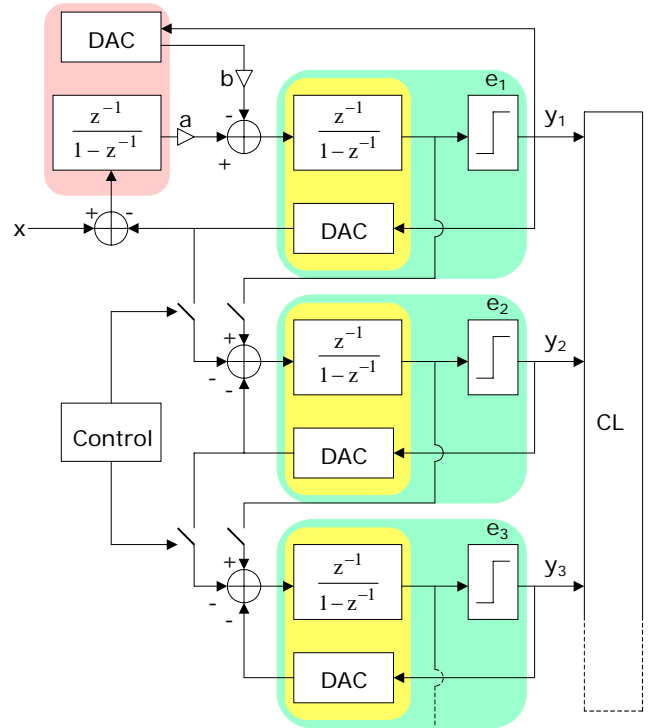 DAC
b
e₁
y₁
z⁻¹
1 − z⁻¹
a
-
+
z⁻¹
1 − z⁻¹
x
+
-
DAC
e₂
y₂
+
-
-
z⁻¹
1 − z⁻¹
Control
DAC
CL
e₃
y₃
+
-
-
z⁻¹
1 − z⁻¹
DAC